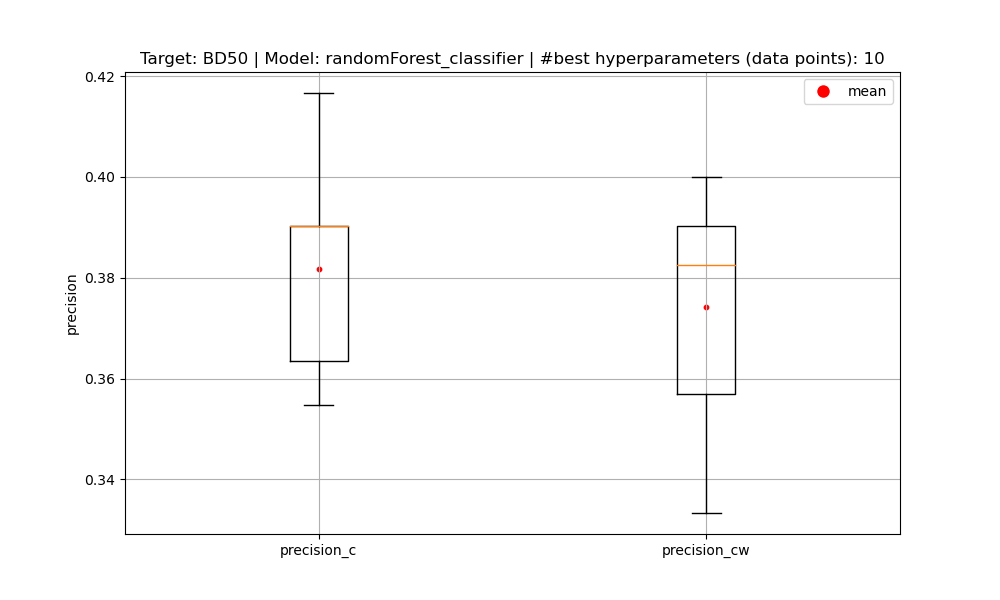 Target: BD50 | Model: randomForest_classifier | #best hyperparameters (data points): 10
mean
0.42
0.40
0.38
0.36
0.34
precision
precision_c
precision_cw